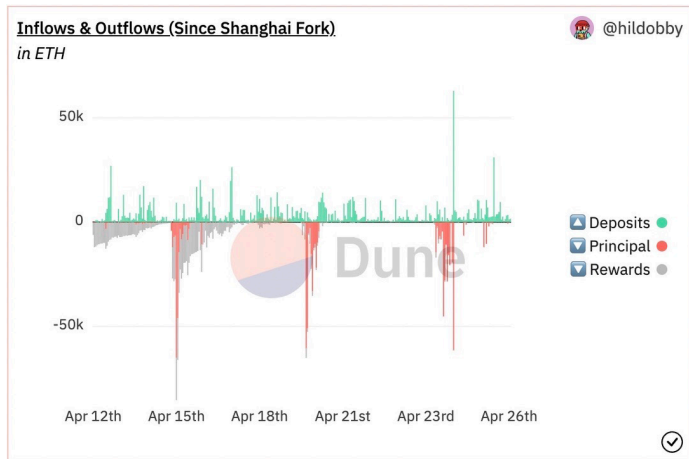 Inflows & Outflows (Since Shanghai Fork)
@hildobby
in ETH
50k
0
-50k
Dune
Deposits
Principal
Rewards
Apr 12th Apr 15th Apr 18th Apr 21st Apr 23rd Apr 26th